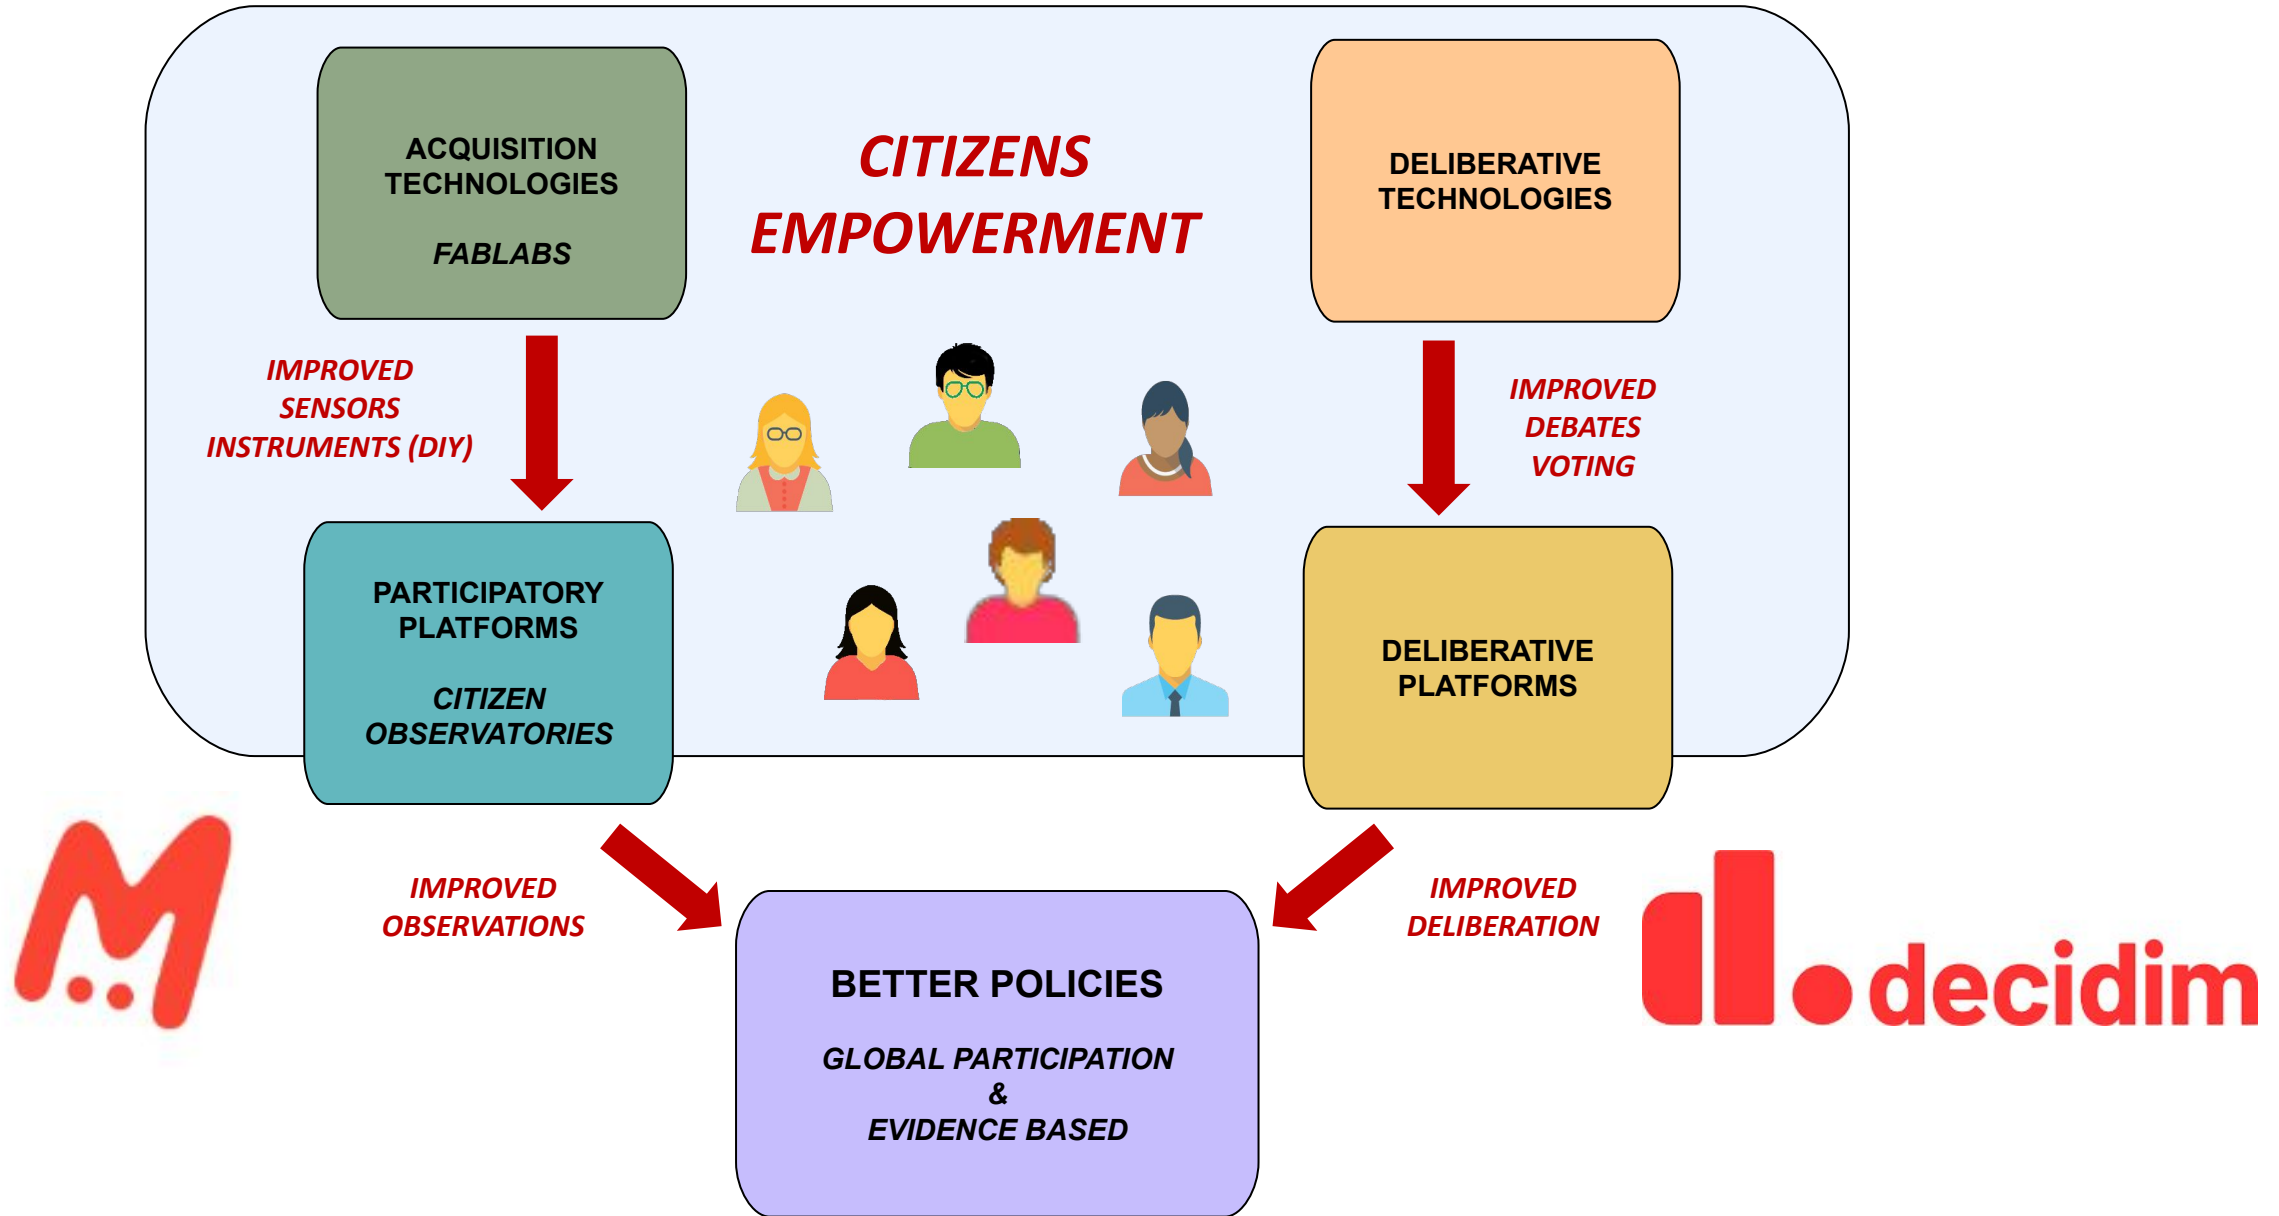 ACQUISITION
TECHNOLOGIES
FABLABS
CITIZENS
EMPOWERMENT
DELIBERATIVE
TECHNOLOGIES
IMPROVED
SENSORS
INSTRUMENTS (DIY)
IMPROVED
DEBATES
VOTING
PARTICIPATORY
PLATFORMS
CITIZEN
OBSERVATORIES
DELIBERATIVE
PLATFORMS
M
IMPROVED
OBSERVATIONS
IMPROVED
DELIBERATION
decidim
BETTER POLICIES
GLOBAL PARTICIPATION
&
EVIDENCE BASED